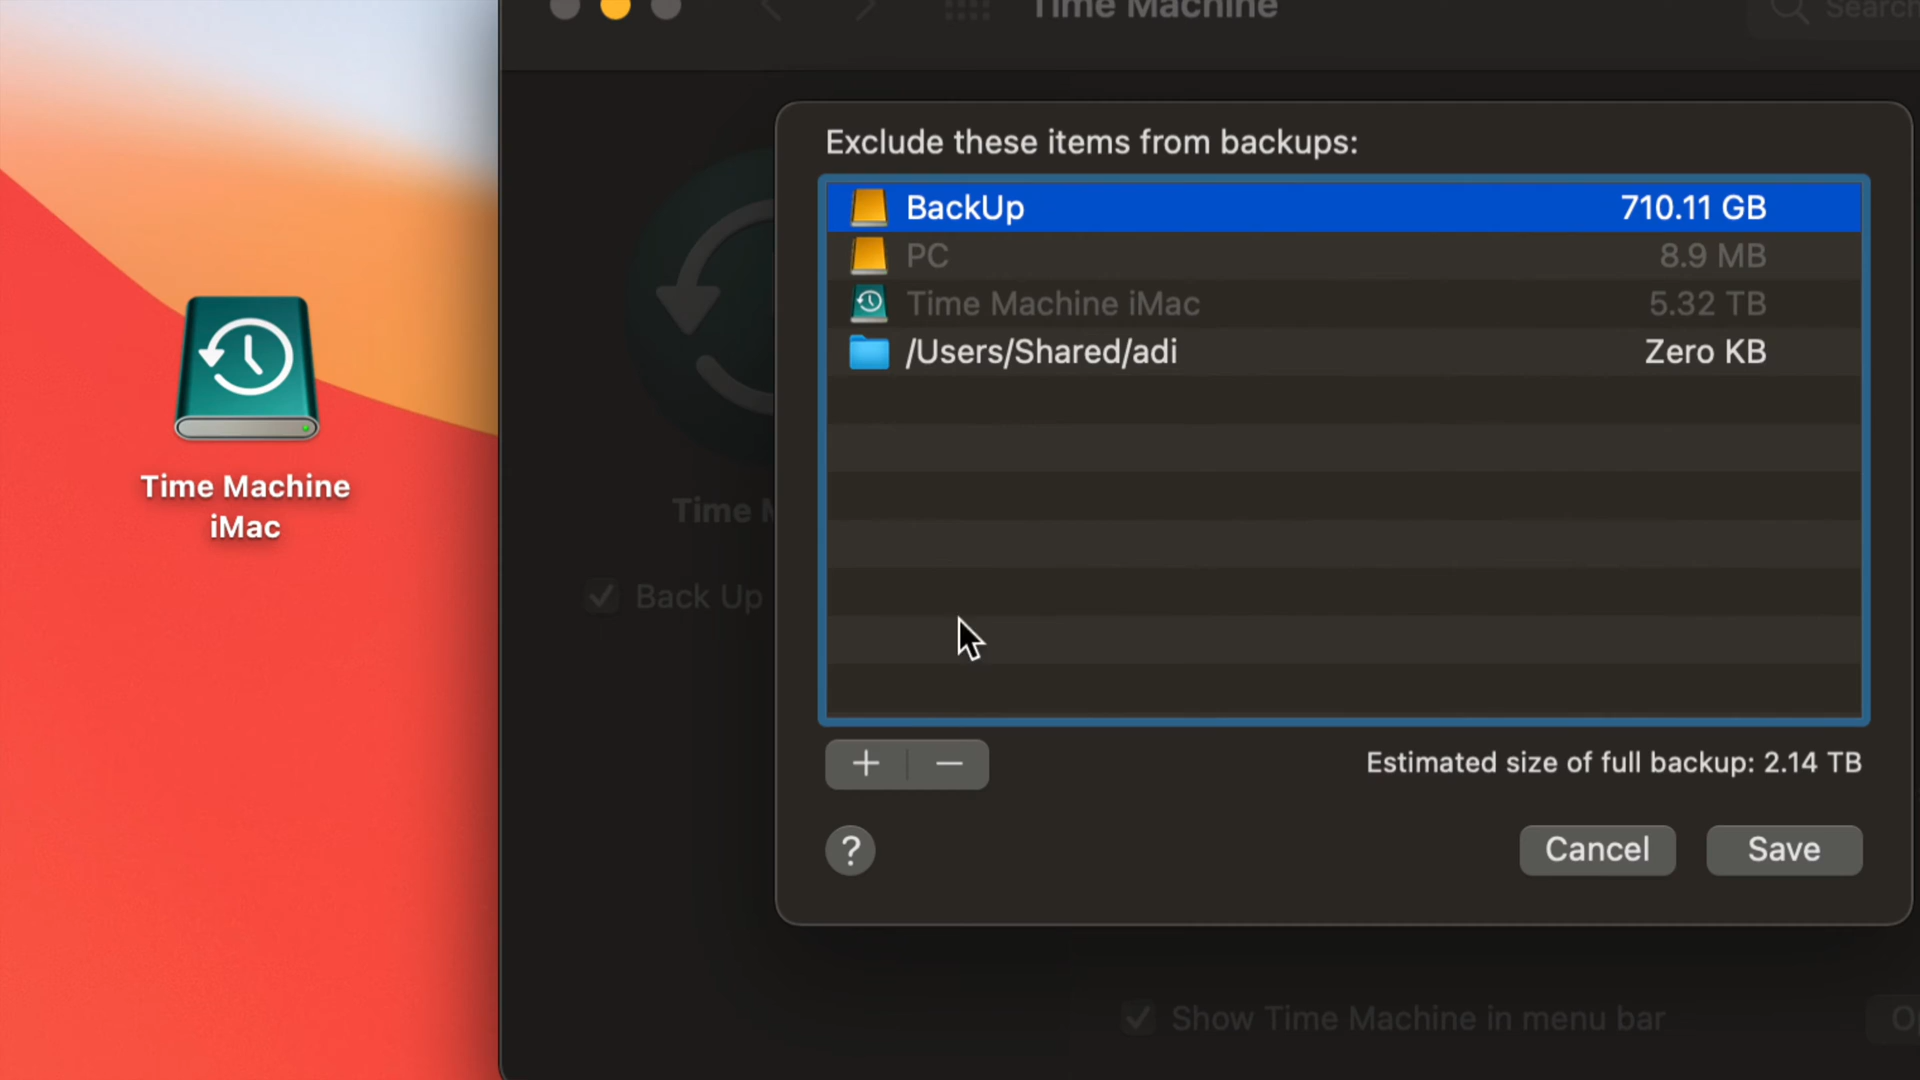 Time Machine
Search
Exclude these items from backups:
BackUp 710.11 GB
PC 8.9 MB
Time Machine iMac 5.32 TB
/Users/Shared/adi Zero KB
Time Machine
iMac
Time M
Back Up
+ −
Estimated size of full backup: 2.14 TB
? Cancel Save
Show Time Machine in menu bar